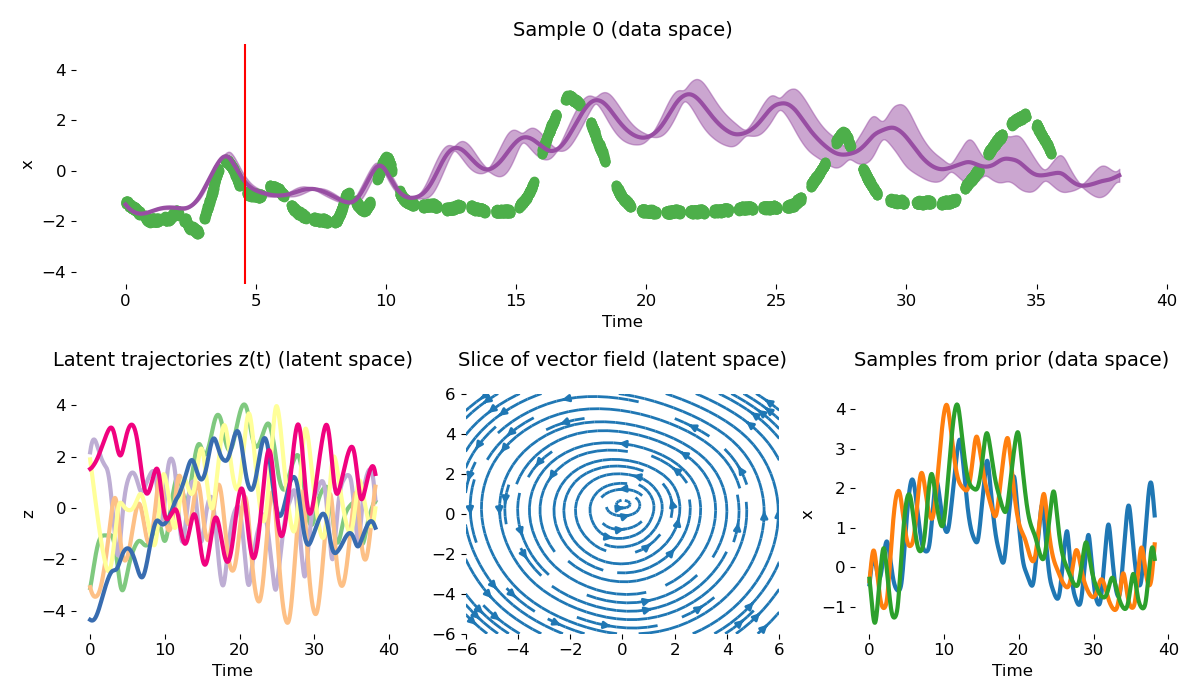 Sample 0 (data space)
4
2
0
−2
−4
x
0 5 10 15 20 25 30 35 40
Time
Latent trajectories z(t) (latent space)
4
2
0
−2
−4
z
0 10 20 30 40
Time
Slice of vector field (latent space)
6
4
2
0
−2
−4
−6
−6 −4 −2 0 2 4 6
Samples from prior (data space)
4
3
2
1
0
−1
x
0 10 20 30 40
Time